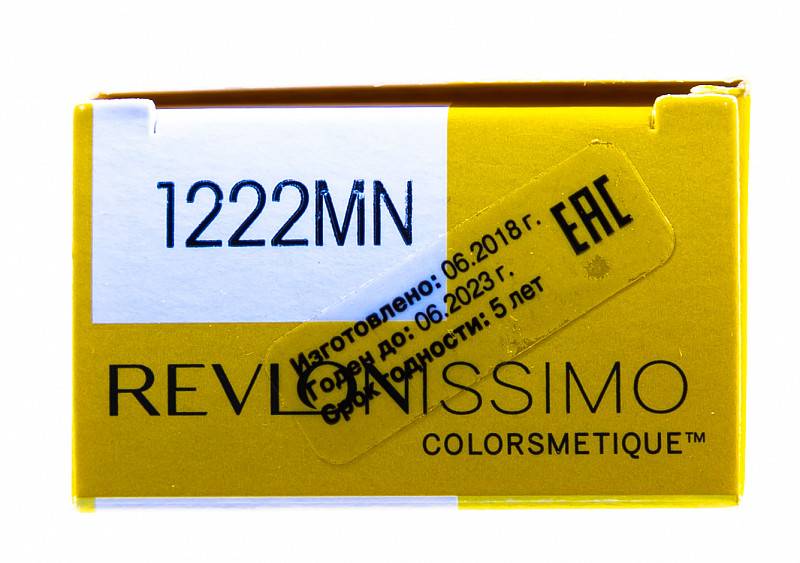 1222MN
Изготовлено: 06.2018 г.
Годен до: 06.2023 г.
Срок годности: 5 лет
EAC
REVLONISSIMO
COLORSMETIQUE™